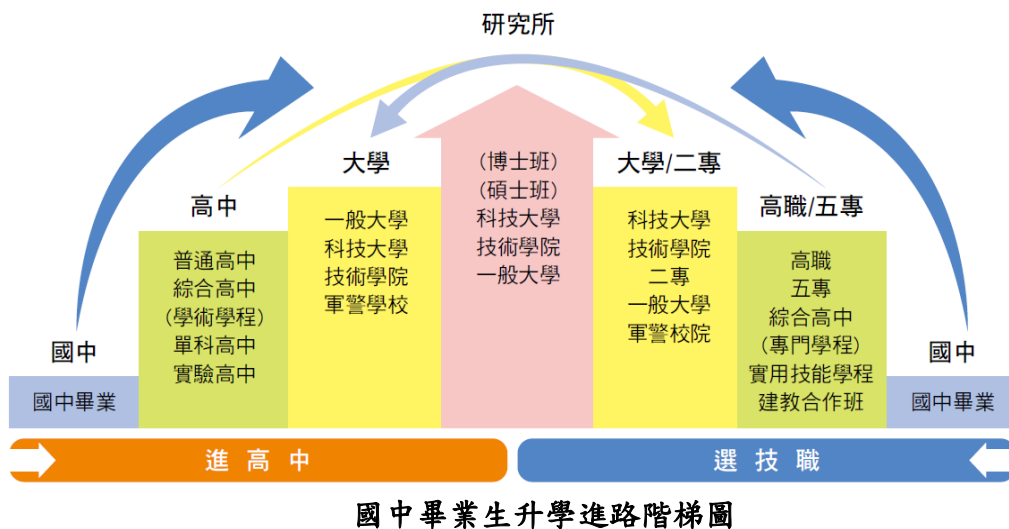 研究所
大學
(博士班)
(碩士班)
科技大學
技術學院
一般大學
大學/二專
高中
一般大學
科技大學
技術學院
軍警學校
科技大學
技術學院
二專
一般大學
軍警校院
高職/五專
普通高中
綜合高中
(學術學程)
單科高中
實驗高中
高職
五專
綜合高中
(專門學程)
實用技能學程
建教合作班
國中
國中畢業
國中
國中畢業
進高中
選技職
國中畢業生升學進路階梯圖